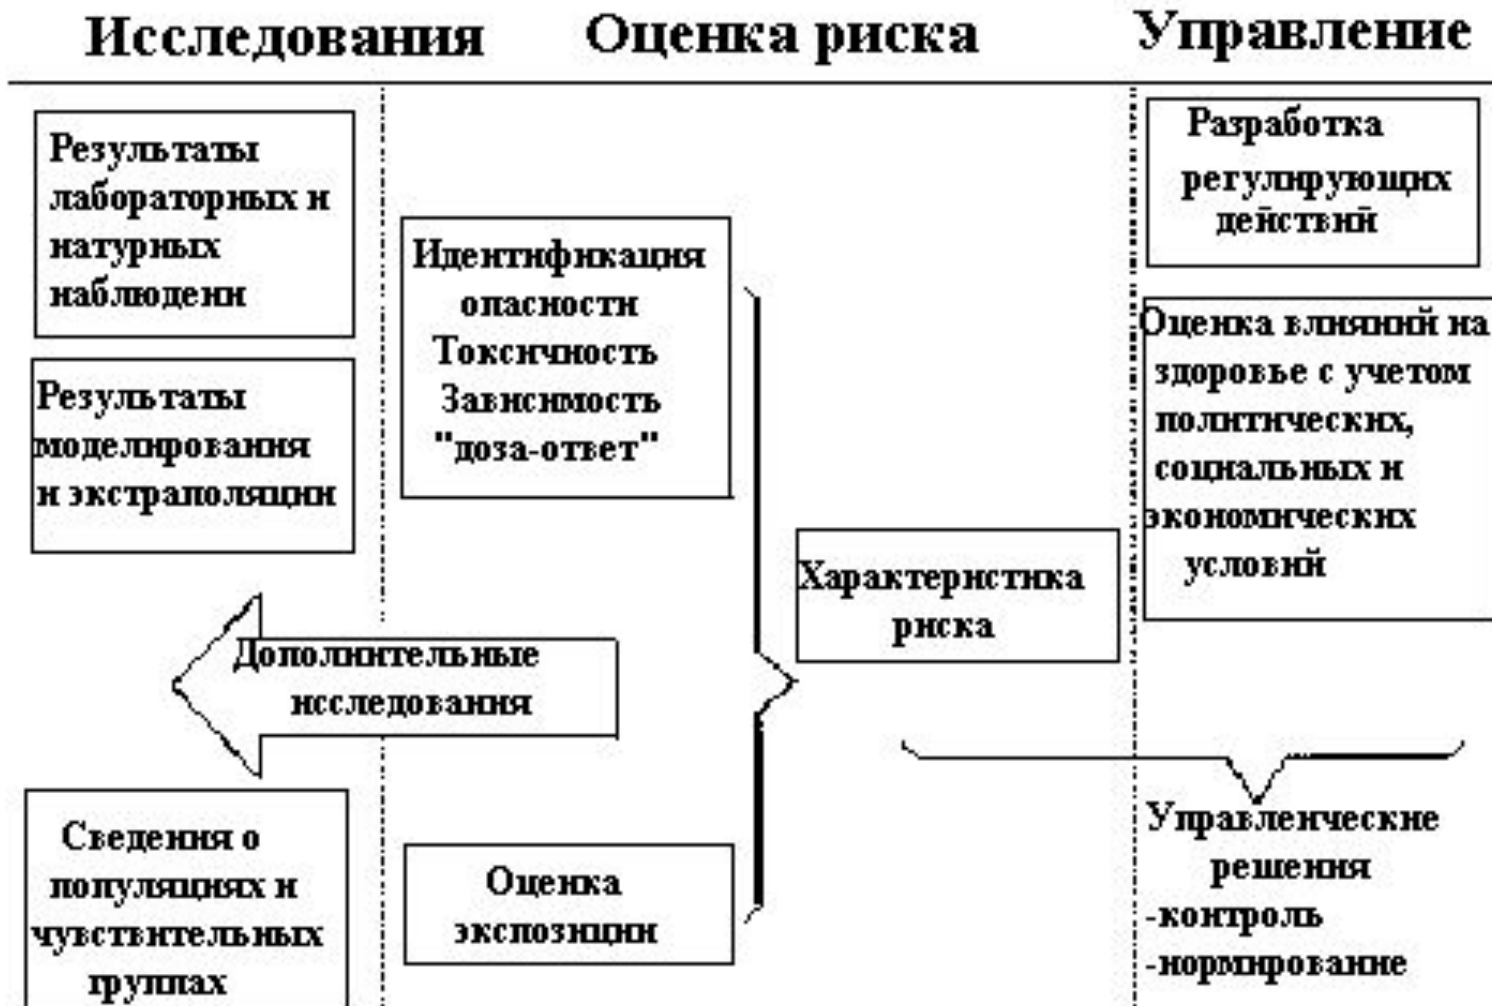 Исследования
Оценка риска
Управление
Результаты
лабораторных и
натурных
наблюдени
Результаты
моделирования
и экстраполяции
Дополнительные
исследования
Сведения о
популяциях и
чувствительных
группах
Идентификация
опасности
Токсичность
Зависимость
"доза-ответ"
Оценка
экспозиции
Характеристика
риска
Разработка
регулирующих
действий
Оценка влияний на
здоровье с учетом
политических,
социальных и
экономических
условий
Управленческие
решения
-контроль
-нормирование